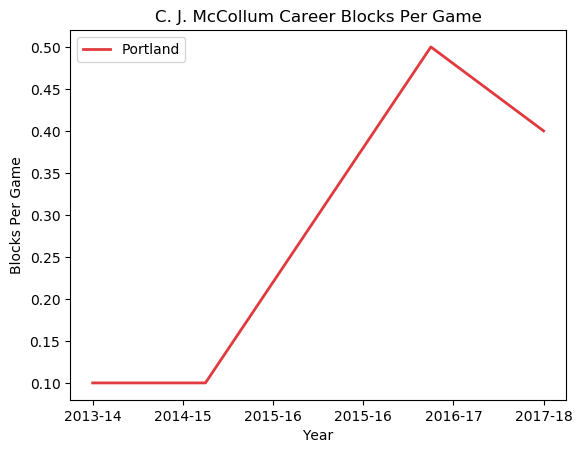 C. J. McCollum Career Blocks Per Game
Portland
0.50
0.45
0.40
0.35
0.30
0.25
0.20
0.15
0.10
Blocks Per Game
2013-14 2014-15 2015-16 2015-16 2016-17 2017-18
Year